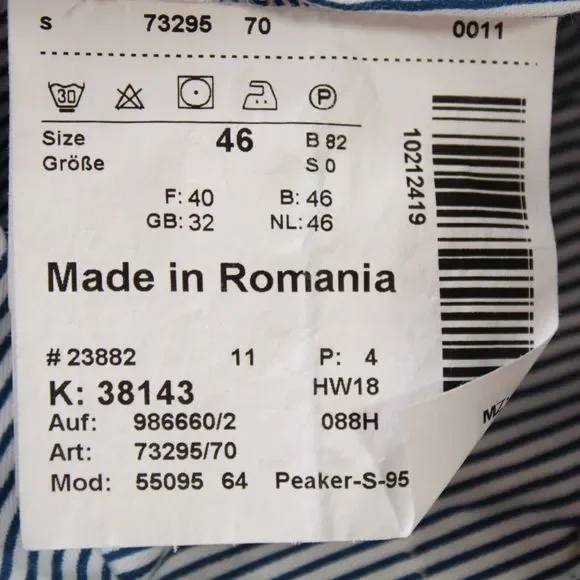 S 73295 70 0011
30 P
Size 46 B 82
Größe S 0
F: 40 B: 46
GB: 32 NL: 46
10212419
Made in Romania
# 23882 11 P: 4
K: 38143 HW18
Auf: 986660/2 088H
Art: 73295/70
Mod: 55095 64 Peaker-S-95